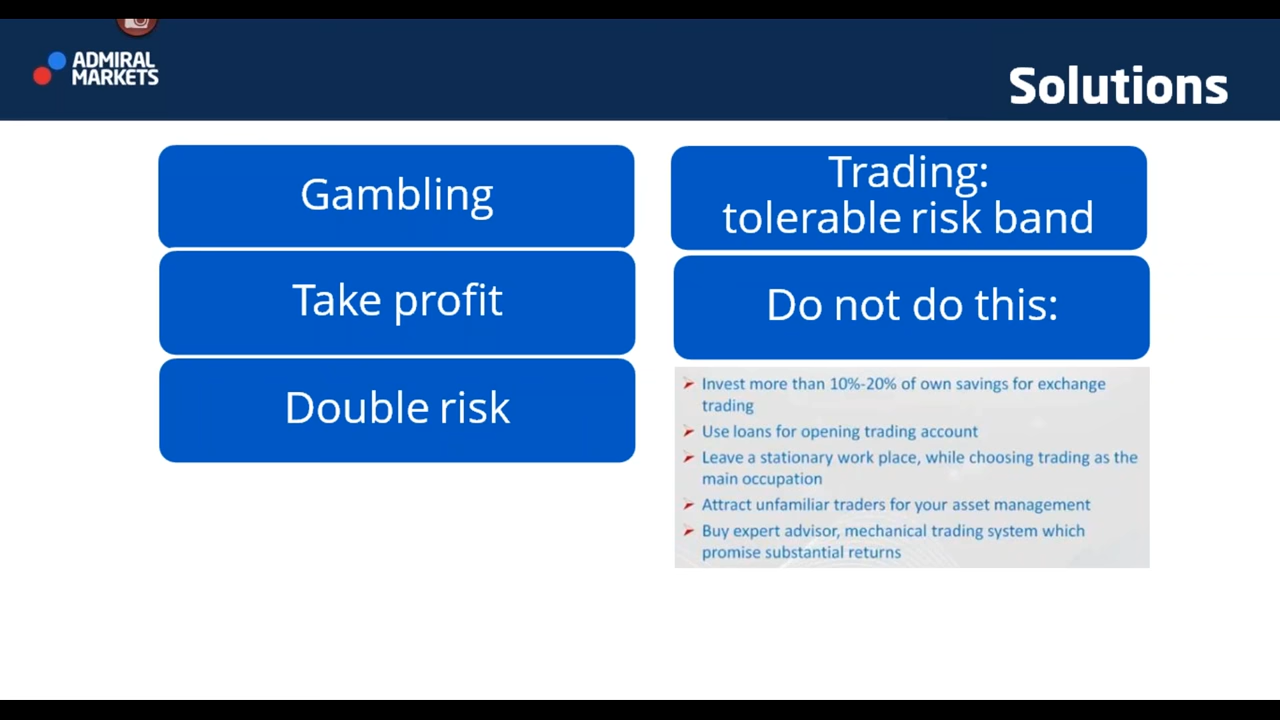 ADMIRAL
MARKETS
Solutions
Gambling
Take profit
Double risk
Trading:
tolerable risk band
Do not do this:
Invest more than 10%-20% of own savings for exchange
trading
Use loans for opening trading account
Leave a stationary work place, while choosing trading as the
main occupation
Attract unfamiliar traders for your asset management
Buy expert advisor, mechanical trading system which
promise substantial returns